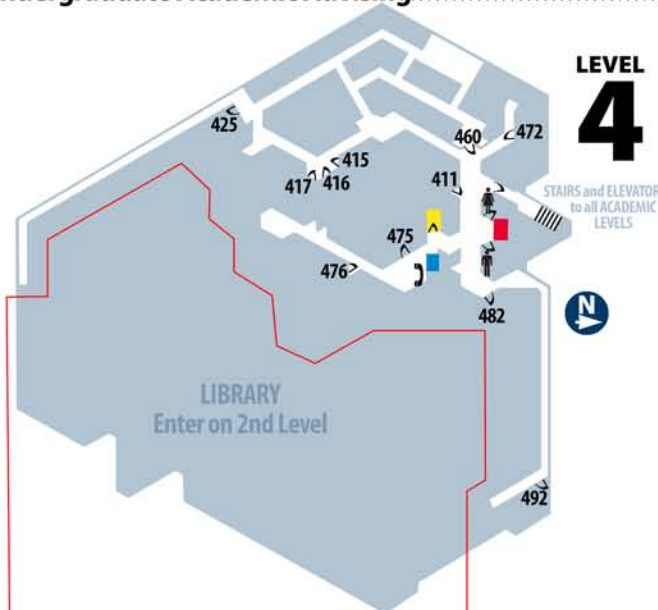 LEVEL
4
425
460
472
415
417
416
411
STAIRS and ELEVATOR
to all ACADEMIC
LEVELS
475
476
482
N
LIBRARY
Enter on 2nd Level
492